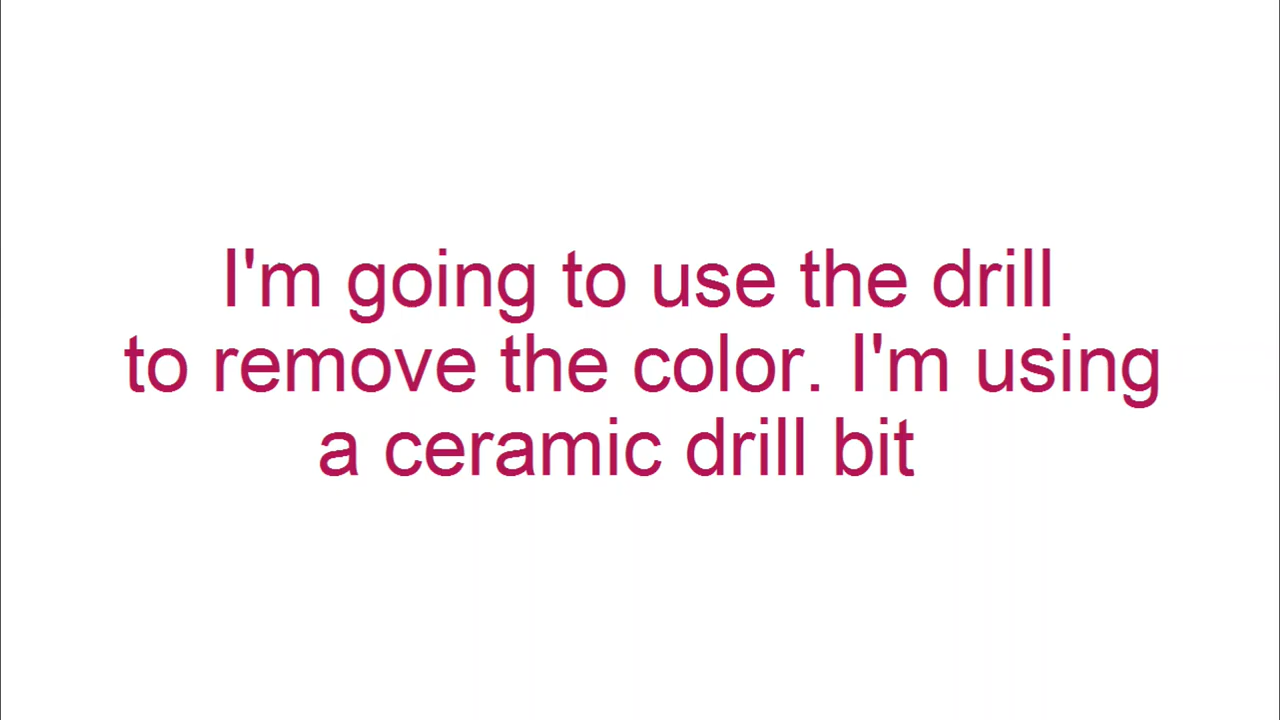 I'm going to use the drill
to remove the color. I'm using
a ceramic drill bit